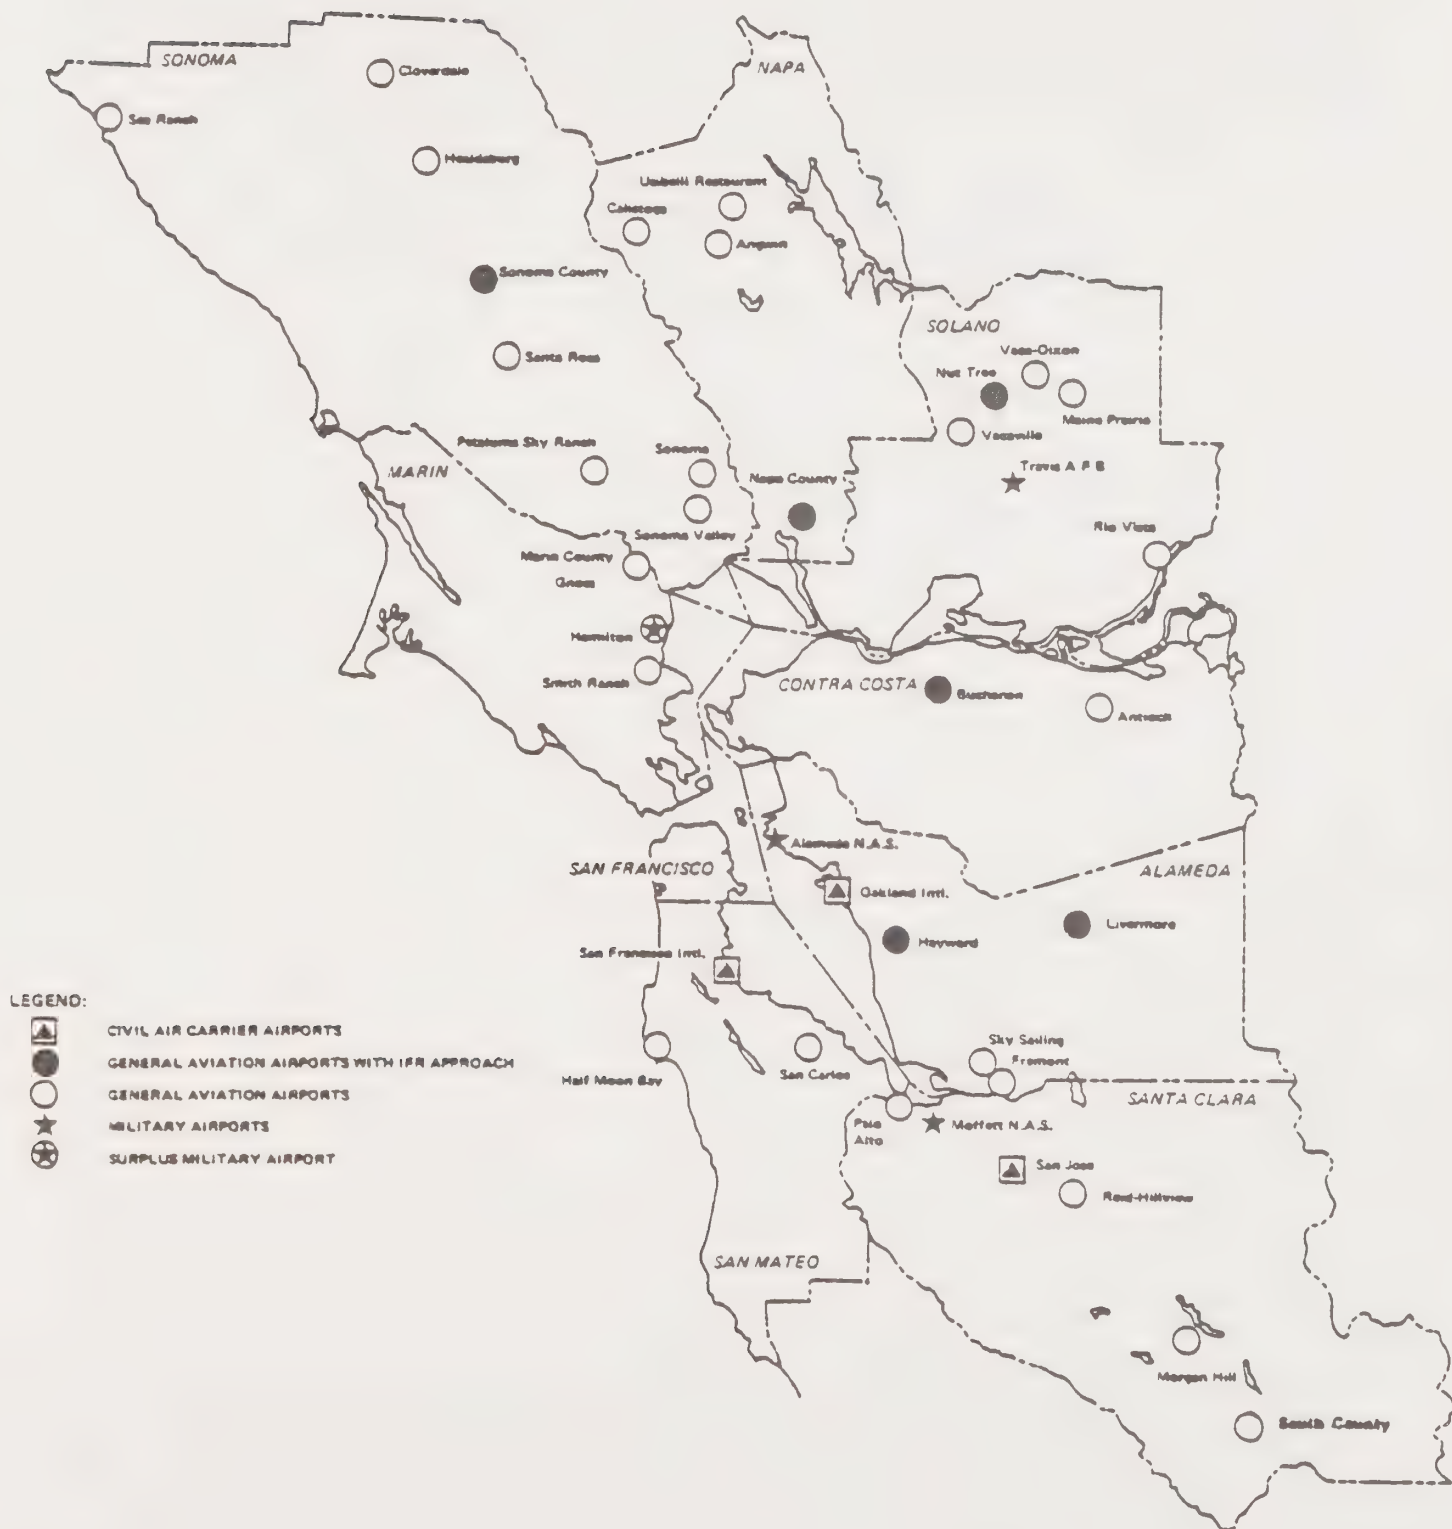 SONOMA
Cloverdale
NAPA
Sea Ranch
Healdsburg
Umbelli Restaurant
Calistoga
Angwin
Sonoma County
SOLANO
Santa Rosa
Vaca-Dixon
Nut Tree
Maine Prairie
Vacaville
Petaluma Sky Ranch
Sonoma
MARIN
Travis A F B
Napa County
Rio Vista
Sonoma Valley
Marin County
Gness
Hamilton
Smith Ranch
CONTRA COSTA
Buchanan
Antioch
Alameda N.A.S.
SAN FRANCISCO
ALAMEDA
Oakland Intl.
Livermore
Hayward
San Francisco Intl.
LEGEND:
CIVIL AIR CARRIER AIRPORTS
GENERAL AVIATION AIRPORTS WITH IFR APPROACH
GENERAL AVIATION AIRPORTS
MILITARY AIRPORTS
SURPLUS MILITARY AIRPORT
Sky Sailing
Fremont
Half Moon Bay
San Carlos
SANTA CLARA
Palo
Alto
Moffett N.A.S.
San Jose
Reid-Hillview
SAN MATEO
Morgan Hill
South County